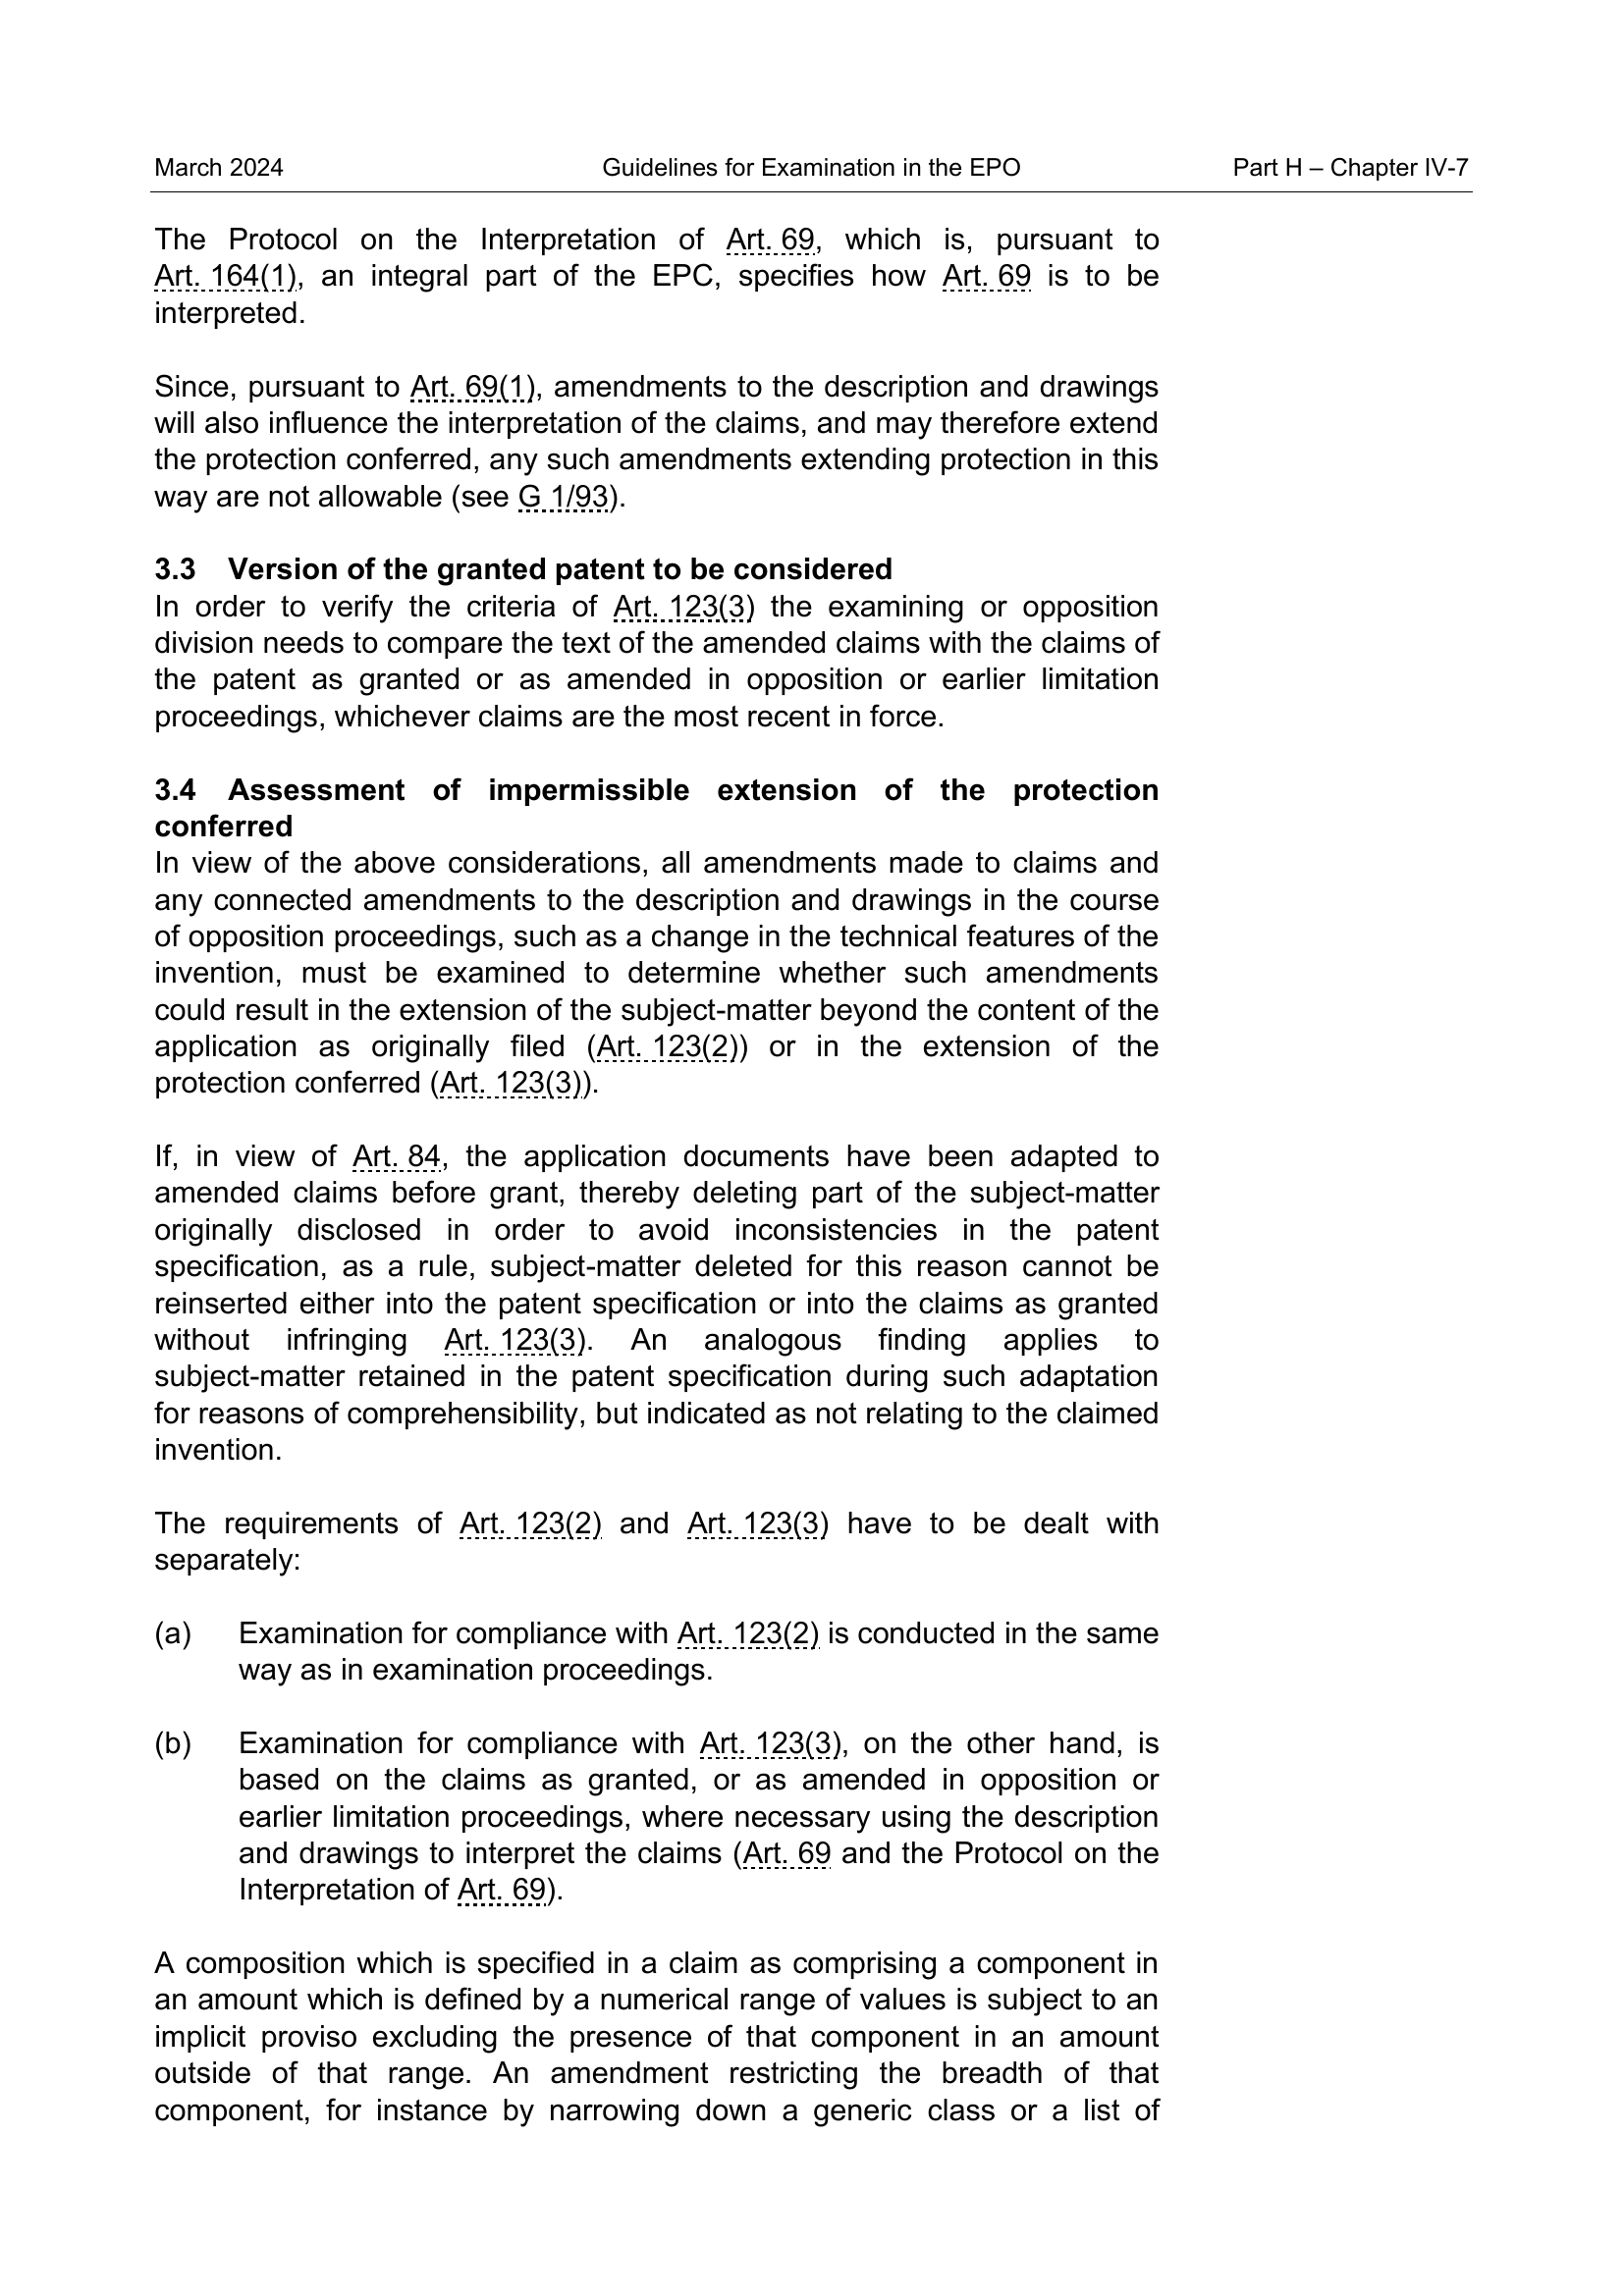 March 2024 Guidelines for Examination in the EPO Part H – Chapter IV-7
The Protocol on the Interpretation of Art. 69, which is, pursuant to
Art. 164(1), an integral part of the EPC, specifies how Art. 69 is to be
interpreted.
Since, pursuant to Art. 69(1), amendments to the description and drawings
will also influence the interpretation of the claims, and may therefore extend
the protection conferred, any such amendments extending protection in this
way are not allowable (see G 1/93).
3.3 Version of the granted patent to be considered
In order to verify the criteria of Art. 123(3) the examining or opposition
division needs to compare the text of the amended claims with the claims of
the patent as granted or as amended in opposition or earlier limitation
proceedings, whichever claims are the most recent in force.
3.4 Assessment of impermissible extension of the protection
conferred
In view of the above considerations, all amendments made to claims and
any connected amendments to the description and drawings in the course
of opposition proceedings, such as a change in the technical features of the
invention, must be examined to determine whether such amendments
could result in the extension of the subject-matter beyond the content of the
application as originally filed (Art. 123(2)) or in the extension of the
protection conferred (Art. 123(3)).
If, in view of Art. 84, the application documents have been adapted to
amended claims before grant, thereby deleting part of the subject-matter
originally disclosed in order to avoid inconsistencies in the patent
specification, as a rule, subject-matter deleted for this reason cannot be
reinserted either into the patent specification or into the claims as granted
without infringing Art. 123(3). An analogous finding applies to
subject-matter retained in the patent specification during such adaptation
for reasons of comprehensibility, but indicated as not relating to the claimed
invention.
The requirements of Art. 123(2) and Art. 123(3) have to be dealt with
separately:
(a) Examination for compliance with Art. 123(2) is conducted in the same
way as in examination proceedings.
(b) Examination for compliance with Art. 123(3), on the other hand, is
based on the claims as granted, or as amended in opposition or
earlier limitation proceedings, where necessary using the description
and drawings to interpret the claims (Art. 69 and the Protocol on the
Interpretation of Art. 69).
A composition which is specified in a claim as comprising a component in
an amount which is defined by a numerical range of values is subject to an
implicit proviso excluding the presence of that component in an amount
outside of that range. An amendment restricting the breadth of that
component, for instance by narrowing down a generic class or a list of